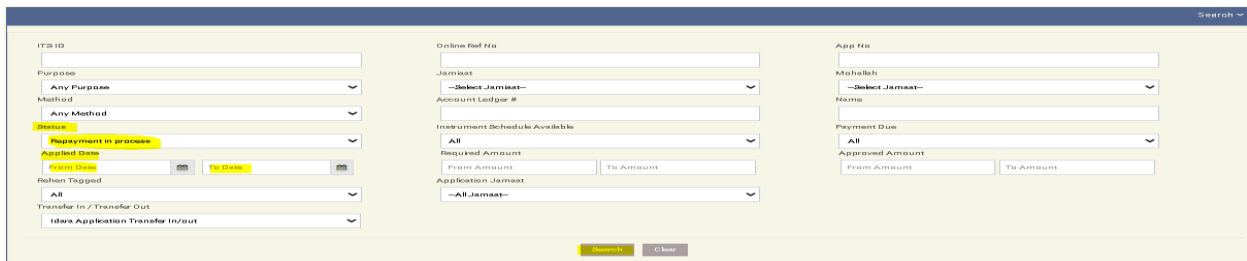 Search
ITS ID Online Ref No App No
Purpose Jamiaat Mohallah
Any Purpose --Select Jamiaat-- --Select Jamaat--
Method Account Ledger # Name
Any Method
Status Instrument Schedule Available Payment Due
Repayment in process All All
Applied Date Required Amount Approved Amount
From Date To Date From Amount To Amount From Amount To Amount
Rehen Tagged Application Jamaat
All --All Jamaat--
Transfer In / Transfer Out
Idara Application Transfer In/out
Search Clear